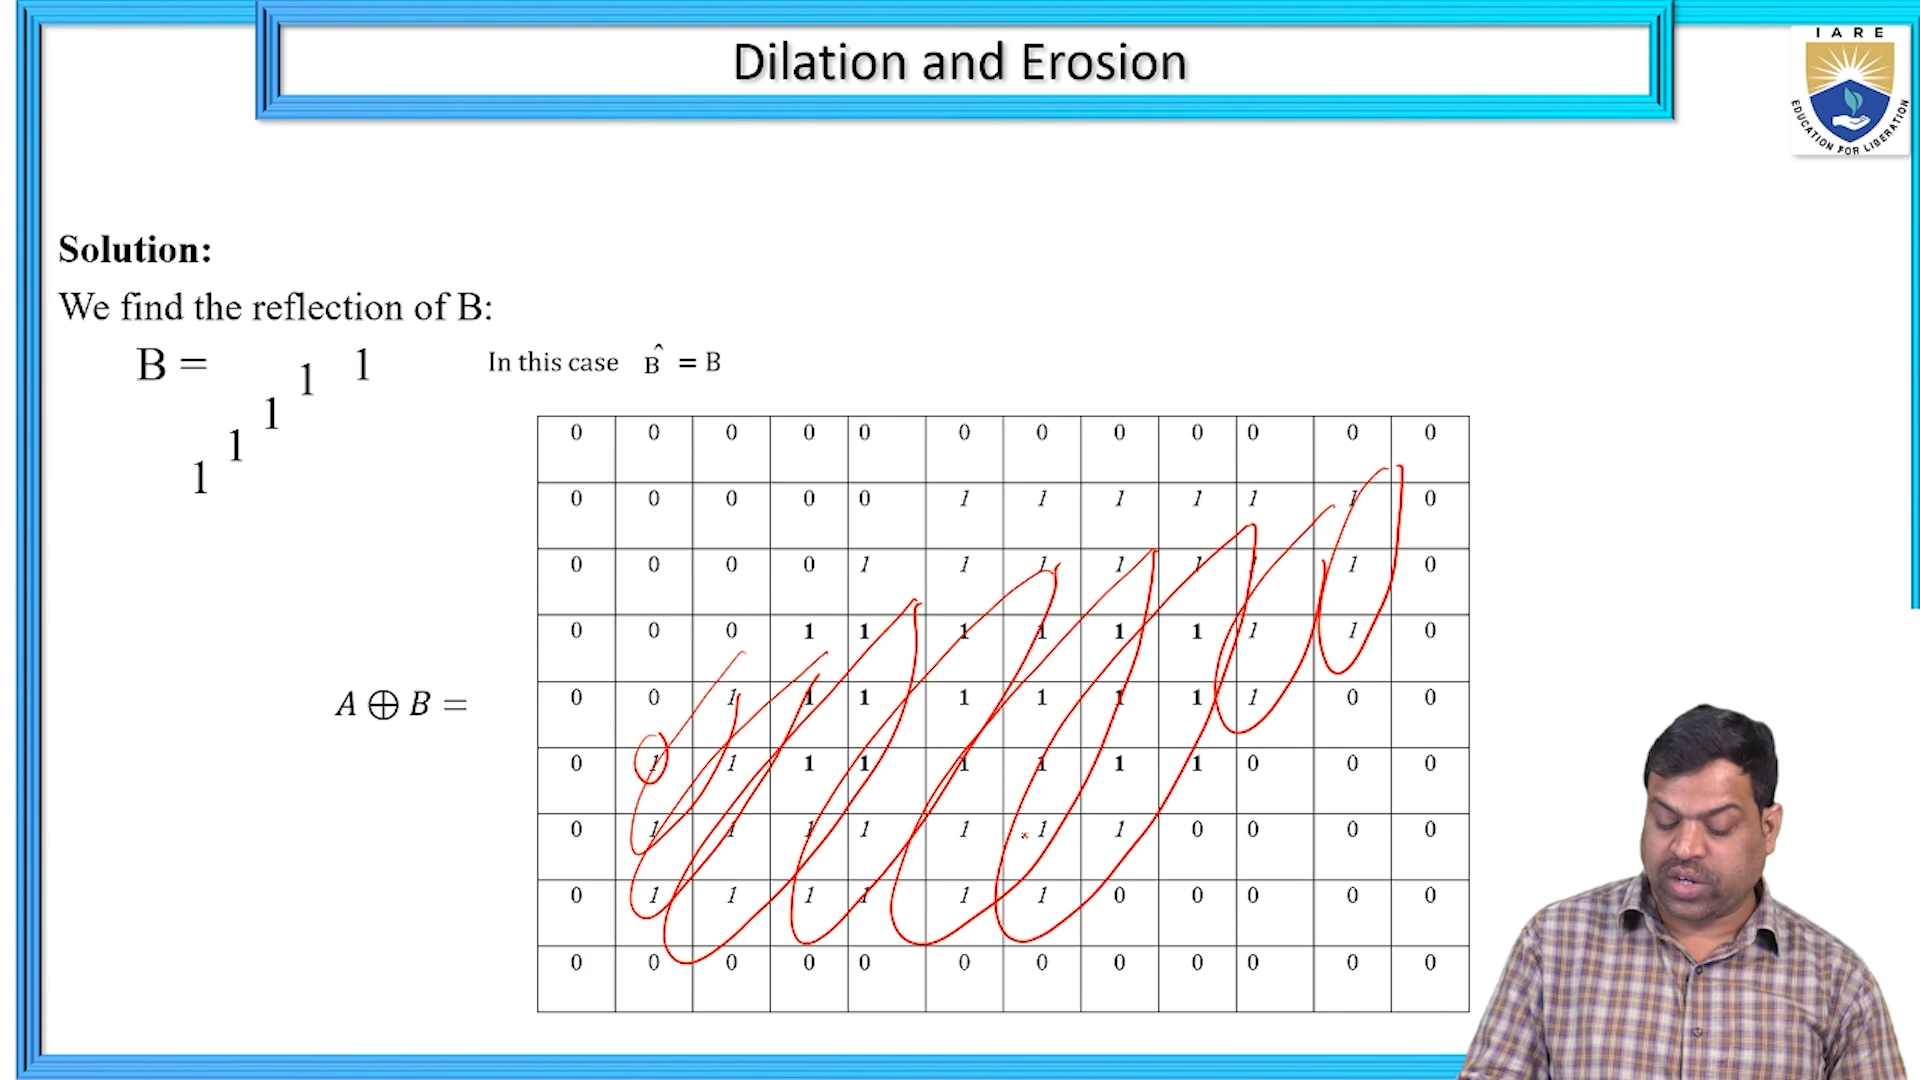 Dilation and Erosion
IARE
EDUCATION FOR LIBERATION
Solution:
We find the reflection of B:
B = 1 1 1 1 1
In this case B̂ = B
A ⊕ B =
0 0 0 0 0 0 0 0 0 0 0 0
0 0 0 0 0 1 1 1 1 1 1 0
0 0 0 0 1 1 1 1 1 1 1 0
0 0 0 1 1 1 1 1 1 1 1 0
0 0 1 1 1 1 1 1 1 1 0 0
0 1 1 1 1 1 1 1 1 0 0 0
0 1 1 1 1 1 1 1 0 0 0 0
0 1 1 1 1 1 1 0 0 0 0 0
0 0 0 0 0 0 0 0 0 0 0 0